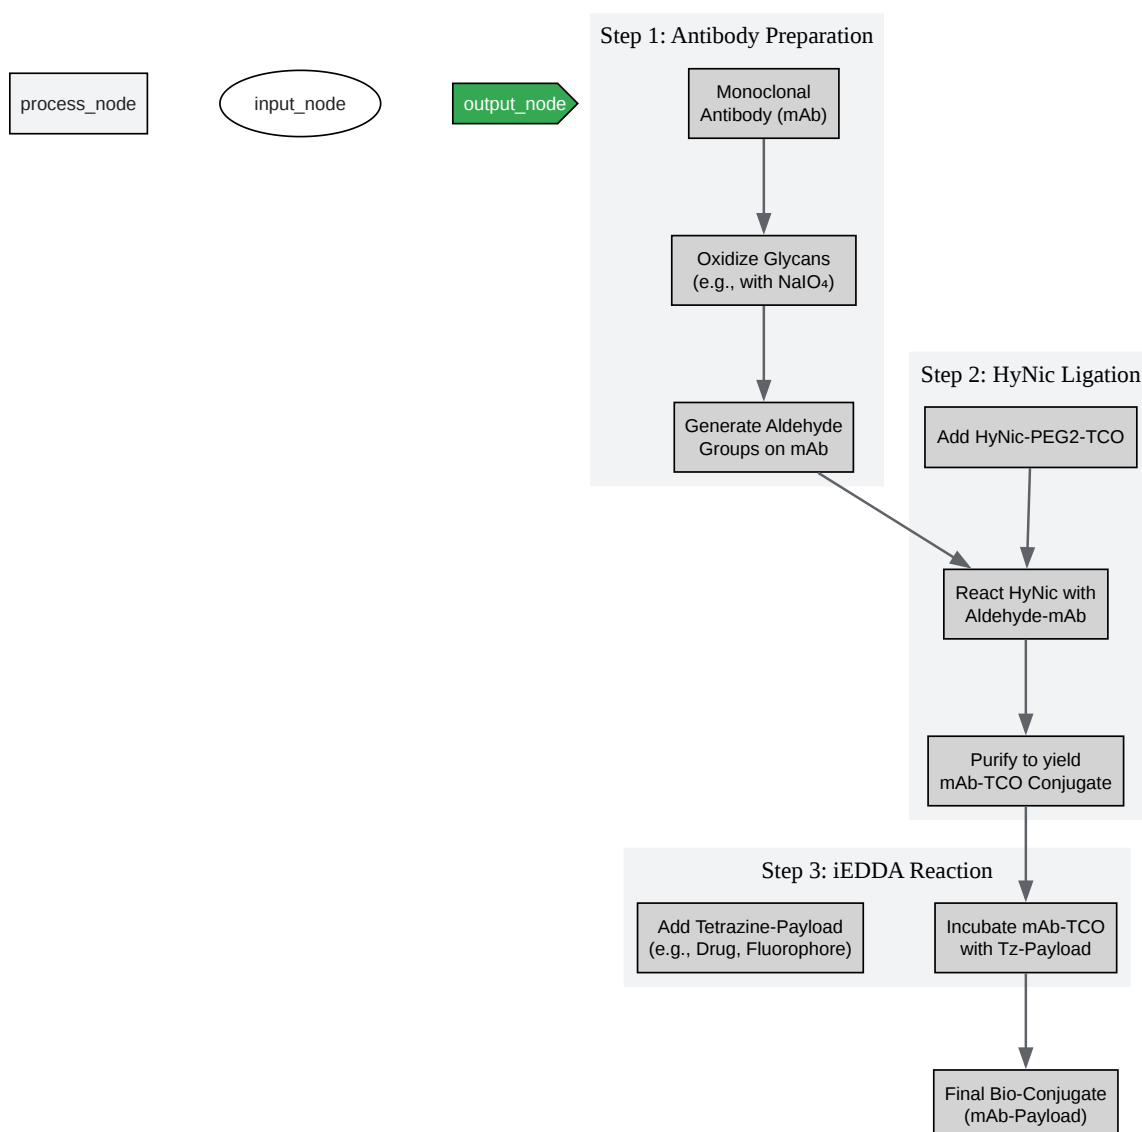 process_node
input_node
output_node
Step 1: Antibody Preparation
Monoclonal
Antibody (mAb)
Oxidize Glycans
(e.g., with NaIO₄)
Generate Aldehyde
Groups on mAb
Step 2: HyNic Ligation
Add HyNic-PEG2-TCO
React HyNic with
Aldehyde-mAb
Purify to yield
mAb-TCO Conjugate
Step 3: iEDDA Reaction
Add Tetrazine-Payload
(e.g., Drug, Fluorophore)
Incubate mAb-TCO
with Tz-Payload
Final Bio-Conjugate
(mAb-Payload)